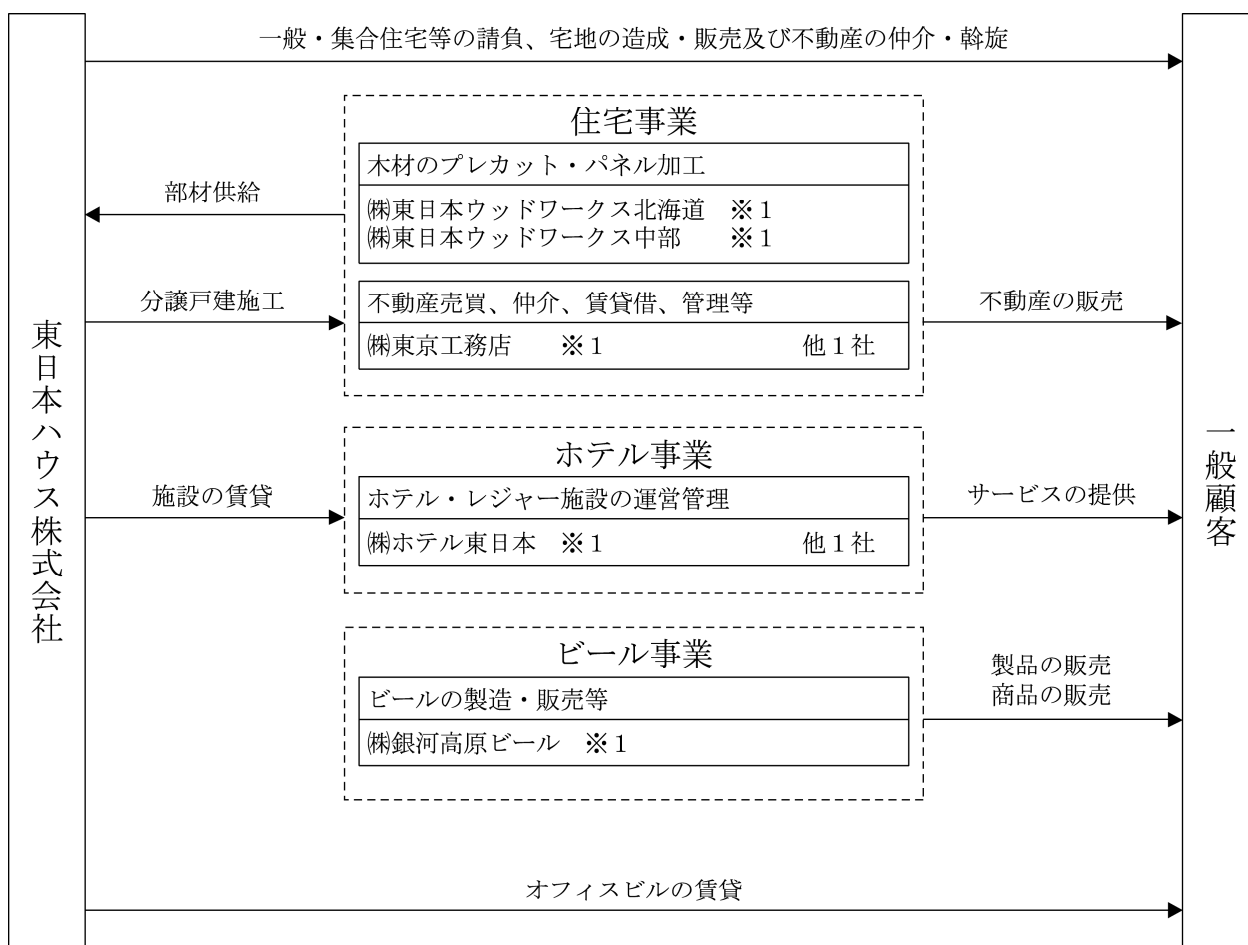 一般・集合住宅等の請負、宅地の造成・販売及び不動産の仲介・斡旋
東日本ハウス株式会社
住宅事業
木材のプレカット・パネル加工
部材供給
㈱東日本ウッドワークス北海道 ※1
㈱東日本ウッドワークス中部 ※1
分譲戸建施工
不動産売買、仲介、賃貸借、管理等
不動産の販売
㈱東京工務店 ※1 他1社
ホテル事業
施設の賃貸
ホテル・レジャー施設の運営管理
サービスの提供
㈱ホテル東日本 ※1 他1社
一般顧客
ビール事業
ビールの製造・販売等
製品の販売
商品の販売
㈱銀河高原ビール ※1
オフィスビルの賃貸